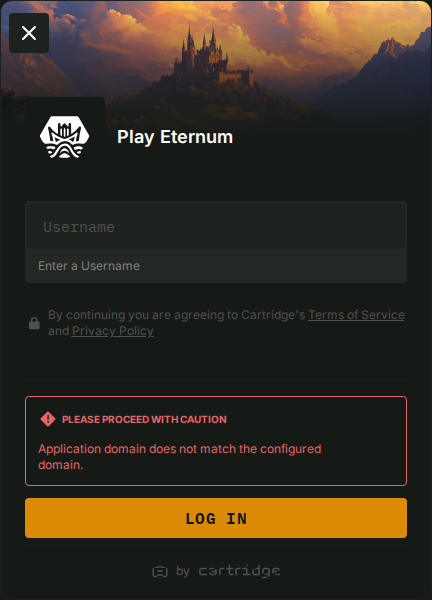 Play Eternum
Username
Enter a Username
By continuing you are agreeing to Cartridge's Terms of Service
and Privacy Policy
PLEASE PROCEED WITH CAUTION
Application domain does not match the configured
domain.
LOG IN
by cartridge